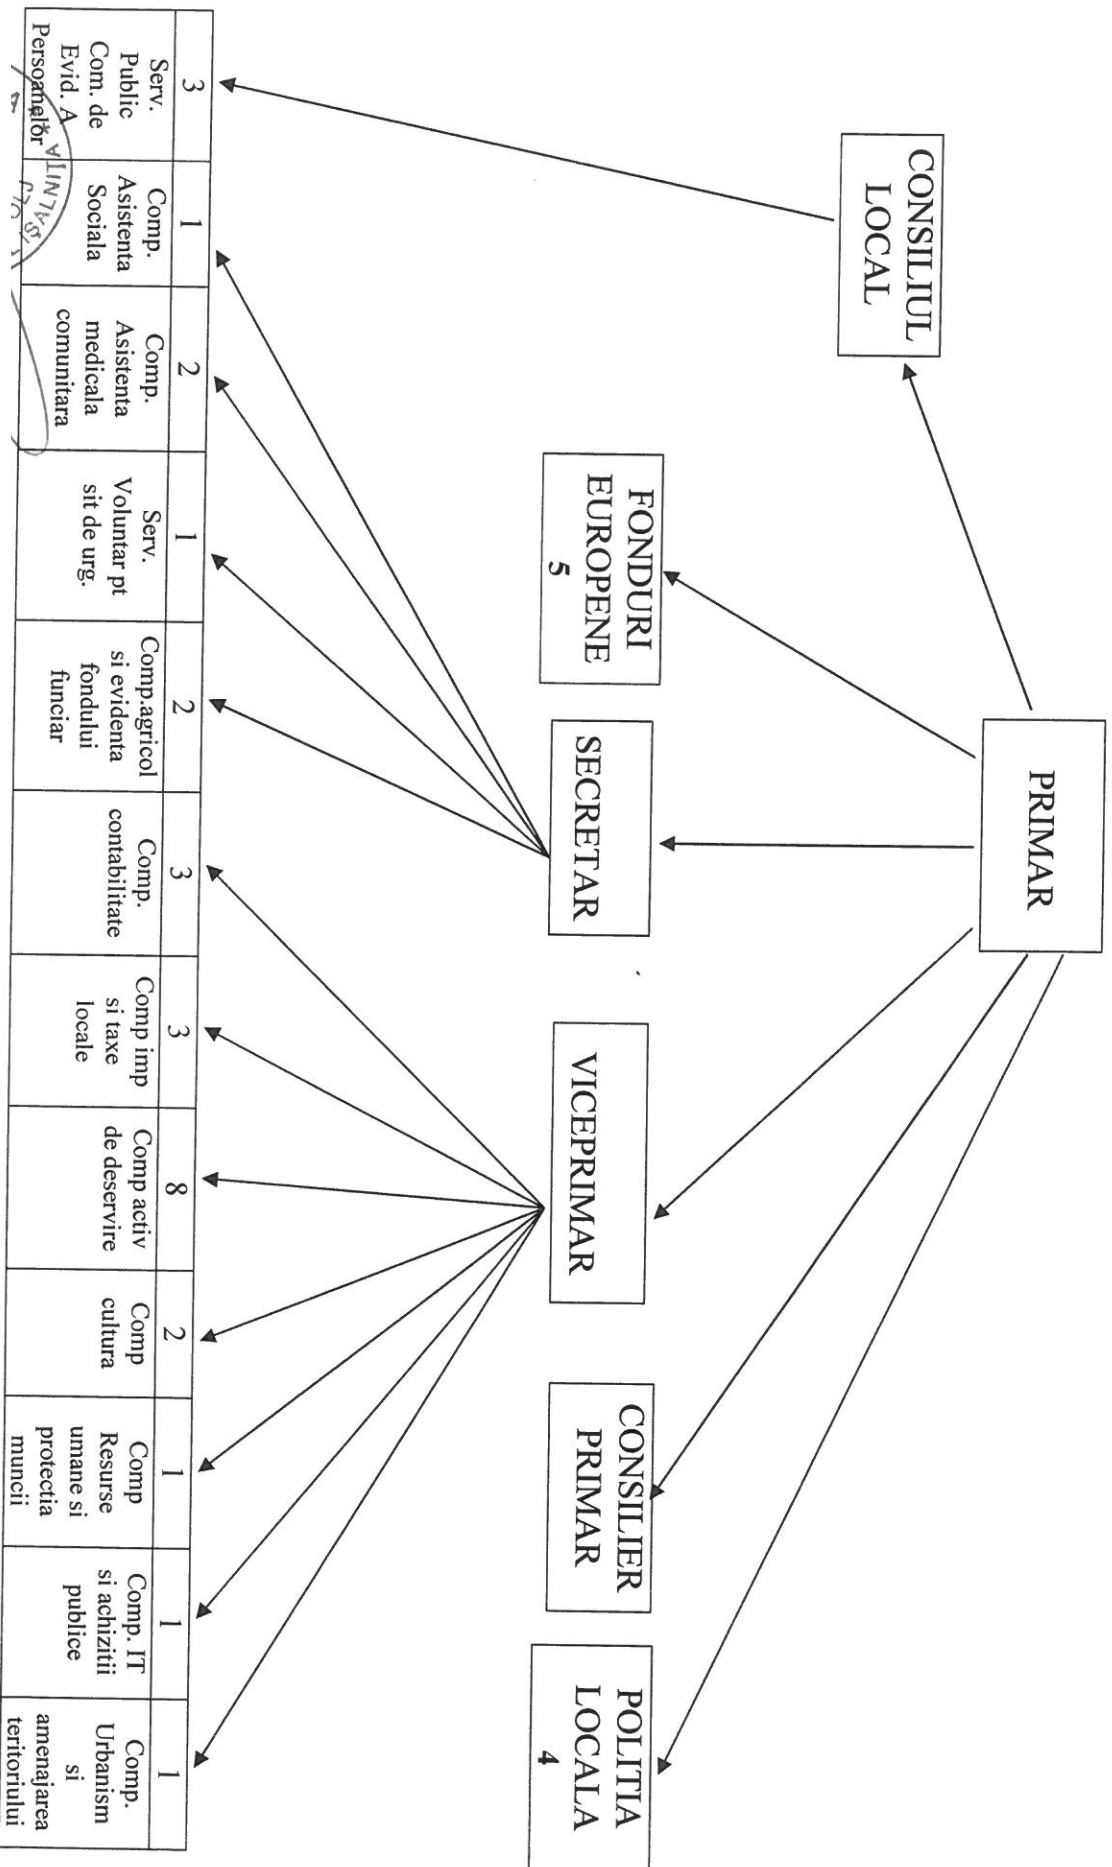 PRIMAR
CONSILIUL
LOCAL
FONDURI
EUROPENE
5
SECRETAR
VICEPRIMAR
CONSILIER
PRIMAR
POLITIA
LOCALA
4
3
1
2
1
2
3
3
8
2
1
1
1
Serv.
Public
Com. de
Evid. A
Persoanelor
Comp.
Asistenta
Sociala
Comp.
Asistenta
medicala
comunitara
Serv.
Voluntar pt
sit de urg.
Comp.agricol
si evidenta
fondului
funciar
Comp.
contabilitate
Comp imp
si taxe
locale
Comp activ
de deservire
Comp
cultura
Comp
Resurse
umane si
protectia
muncii
Comp. IT
si achizitii
publice
Comp.
Urbanism
si
amenajarea
teritoriului